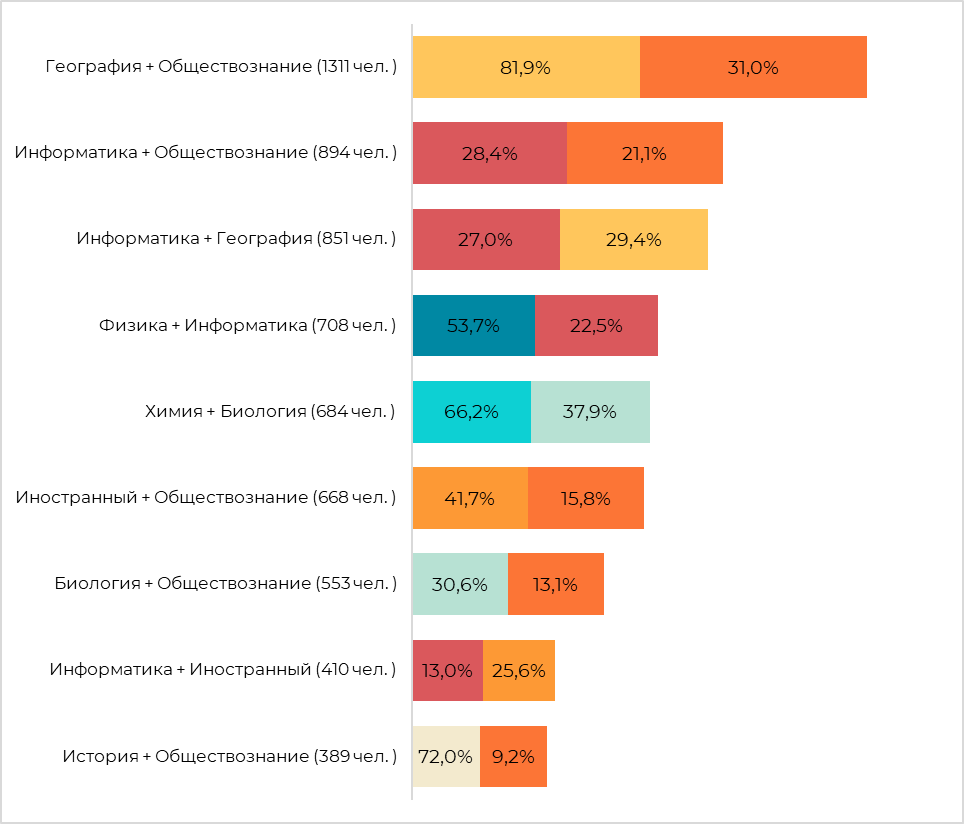 География + Обществознание (1311 чел. ) 81,9% 31,0%
Информатика + Обществознание (894 чел. ) 28,4% 21,1%
Информатика + География (851 чел. ) 27,0% 29,4%
Физика + Информатика (708 чел. ) 53,7% 22,5%
Химия + Биология (684 чел. ) 66,2% 37,9%
Иностранный + Обществознание (668 чел. ) 41,7% 15,8%
Биология + Обществознание (553 чел. ) 30,6% 13,1%
Информатика + Иностранный (410 чел. ) 13,0% 25,6%
История + Обществознание (389 чел. ) 72,0% 9,2%